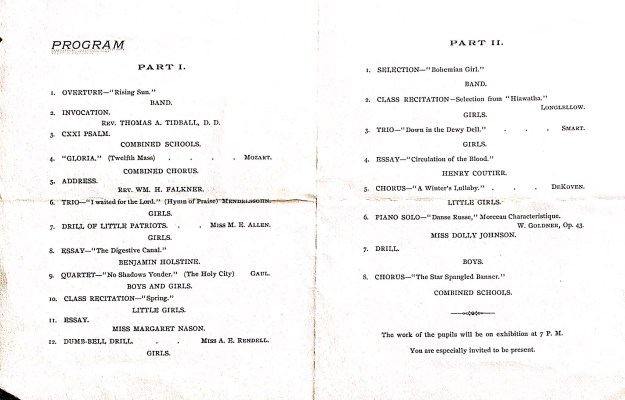 PROGRAM
PART I.
1. OVERTURE—"Rising Sun."
BAND.
2. INVOCATION.
REV. THOMAS A. TIDBALL, D. D.
3. CXXI PSALM.
COMBINED SCHOOLS.
4. "GLORIA," (Twelfth Mass) . . . . MOZART.
COMBINED CHORUS.
5. ADDRESS.
REV. WM. H. FALKNER.
6. TRIO—"I waited for the Lord." (Hymn of Praise) MENDELSSOHN.
GIRLS.
7. DRILL OF LITTLE PATRIOTS. . . MISS M. E. ALLEN.
GIRLS.
8. ESSAY—"The Digestive Canal."
BENJAMIN HOLSTINE.
9. QUARTET—"No Shadows Yonder." (The Holy City) GAUL.
BOYS AND GIRLS.
10. CLASS RECITATION—"Spring."
LITTLE GIRLS.
11. ESSAY.
MISS MARGARET NASON.
12. DUMB-BELL DRILL. . . MISS A. E. RENDELL.
GIRLS.
PART II.
1. SELECTION—"Bohemian Girl."
BAND.
2. CLASS RECITATION—Selection from "Hiawatha."
LONGFELLOW.
GIRLS.
3. TRIO—"Down in the Dewy Dell." . . . SMART.
GIRLS.
4. ESSAY—"Circulation of the Blood."
HENRY COUTIER.
5. CHORUS—"A Winter's Lullaby." . . . DEKOVEN.
LITTLE GIRLS.
6. PIANO SOLO—"Danse Russe," Morceau Characteristique.
W. GOLDNER, Op. 43.
MISS DOLLY JOHNSON.
7. DRILL.
BOYS.
8. CHORUS—"The Star Spangled Banner."
COMBINED SCHOOLS.
The work of the pupils will be on exhibition at 7 P. M.
You are especially invited to be present.